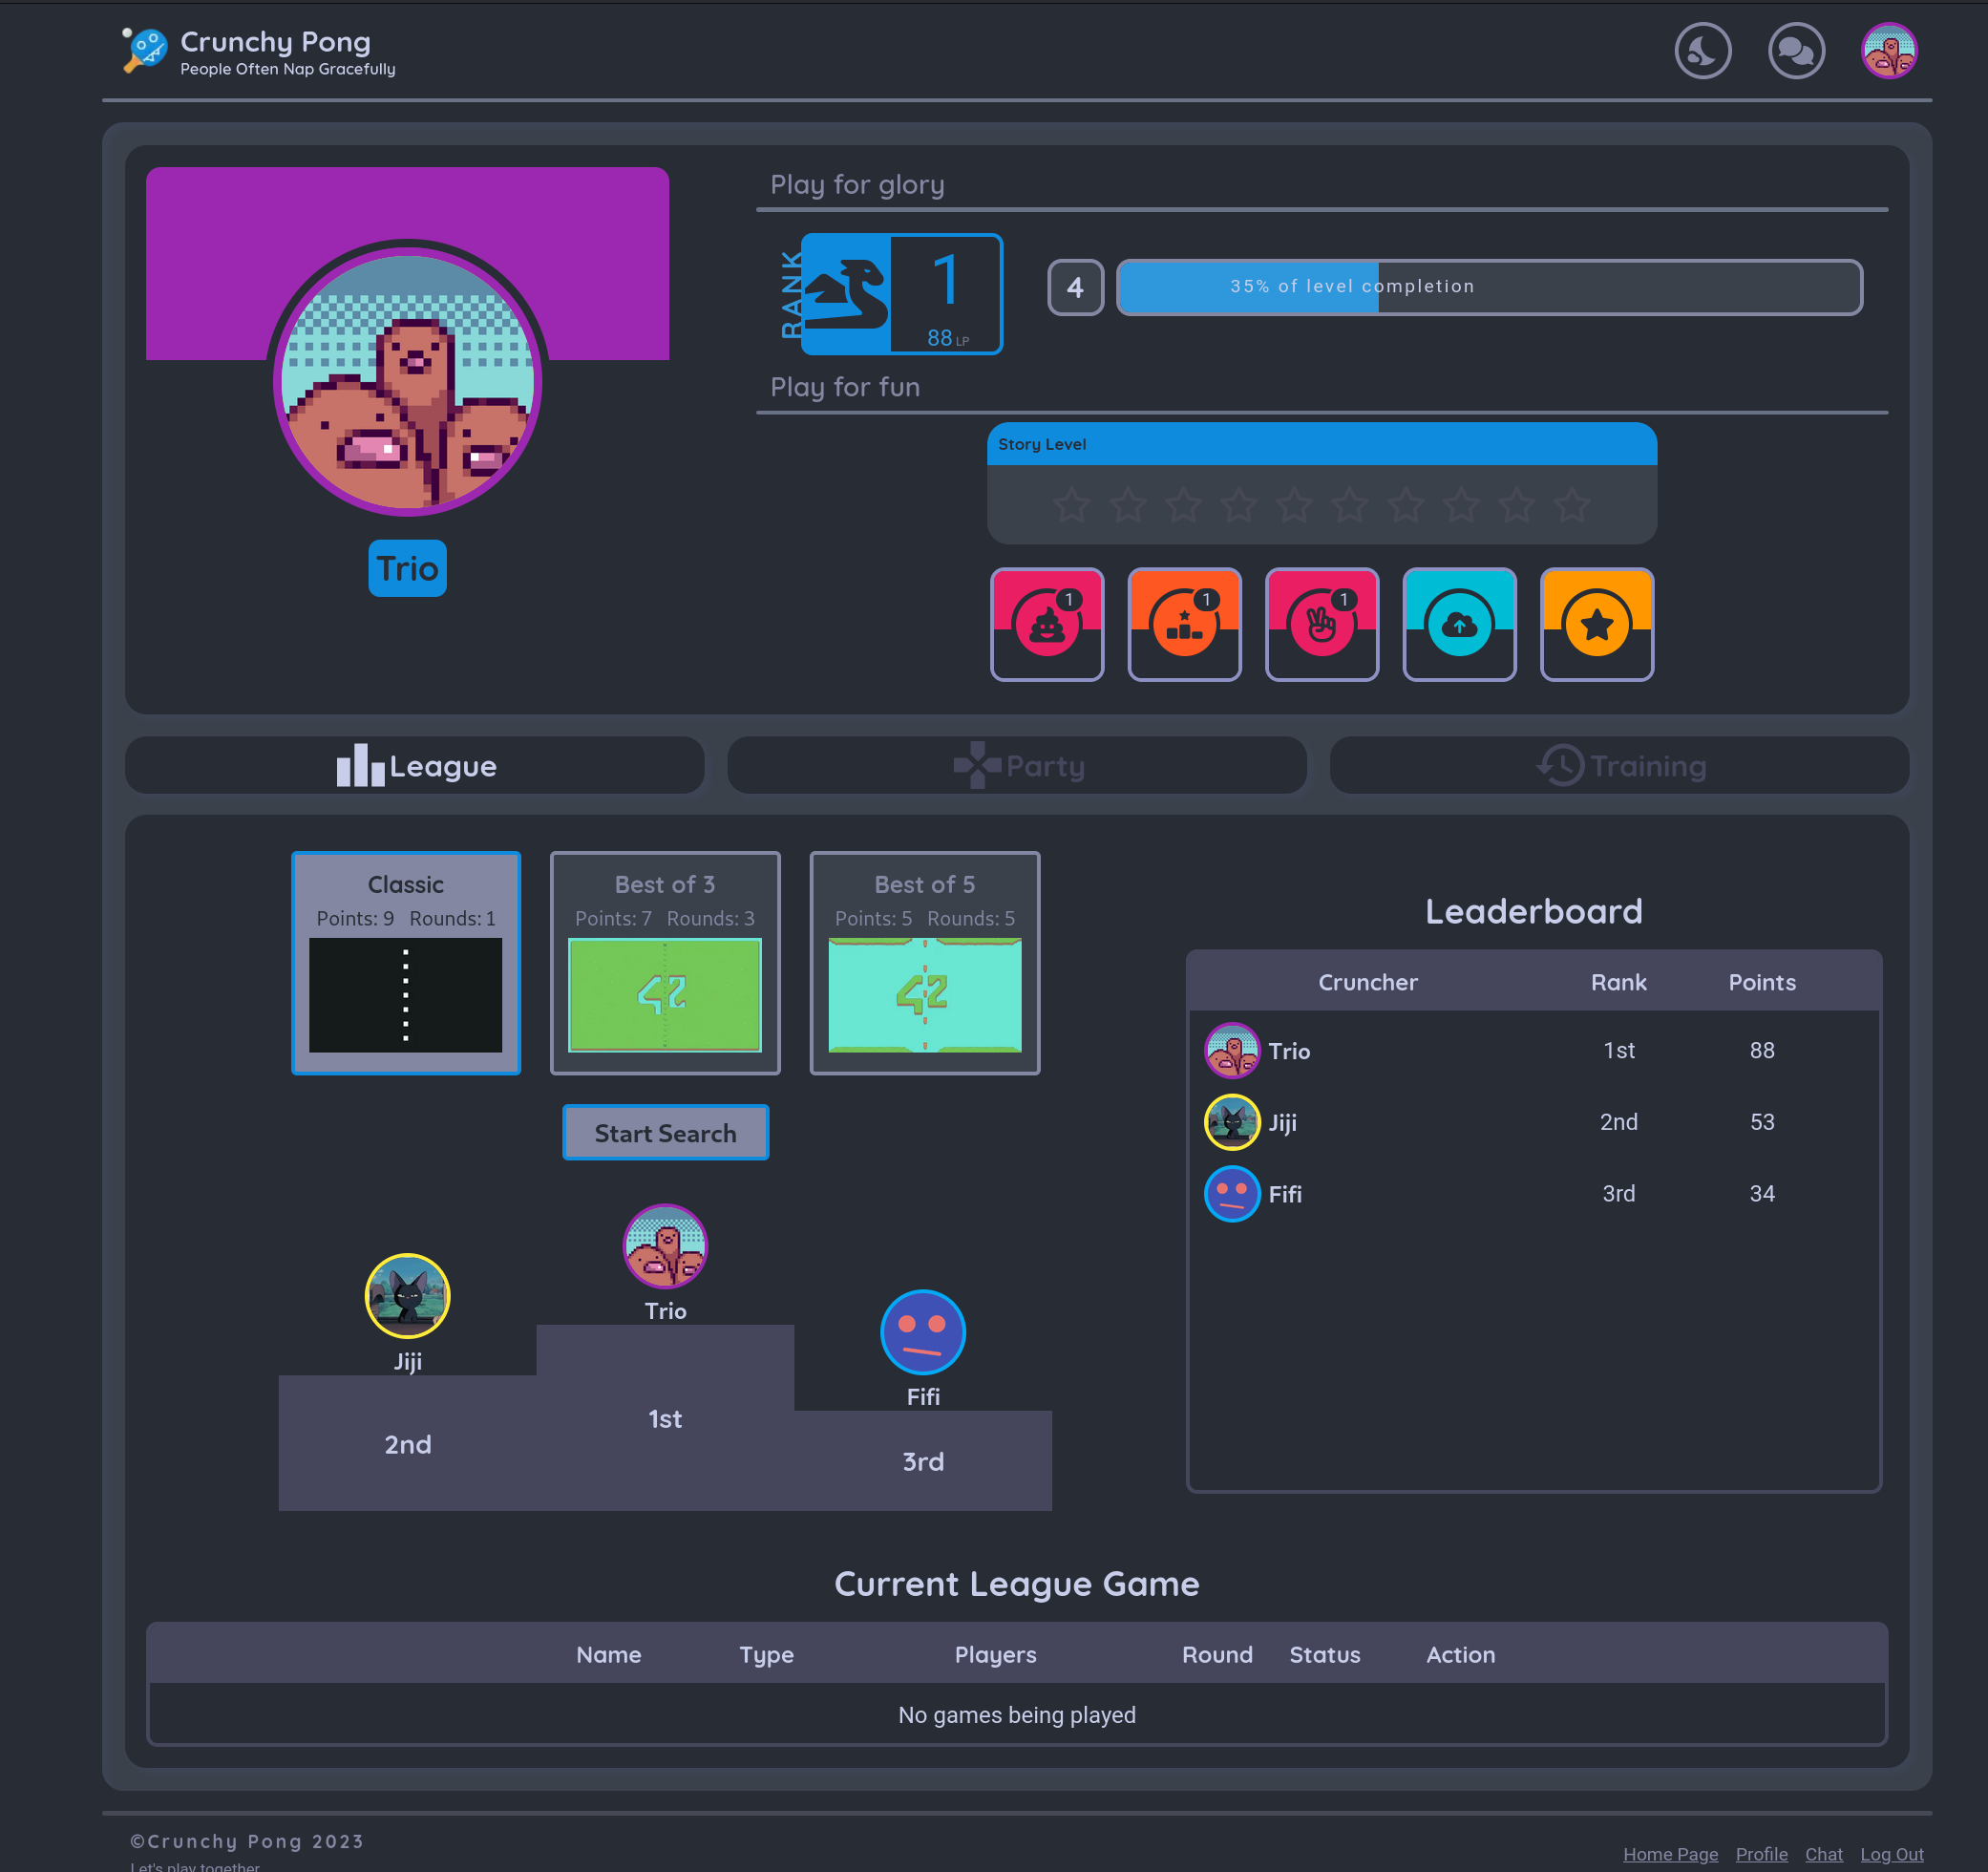 Crunchy Pong
People Often Nap Gracefully
Play for glory
RANK
1
88 LP
4
35% of level completion
Play for fun
Story Level
Trio
1
1
1
League
Party
Training
Classic
Points: 9 Rounds: 1
Best of 3
Points: 7 Rounds: 3
42
Best of 5
Points: 5 Rounds: 5
42
Start Search
Trio
Jiji
Fifi
1st
2nd
3rd
Leaderboard
Cruncher Rank Points
Trio 1st 88
Jiji 2nd 53
Fifi 3rd 34
Current League Game
Name Type Players Round Status Action
No games being played
©Crunchy Pong 2023
Let's play together
Home Page Profile Chat Log Out